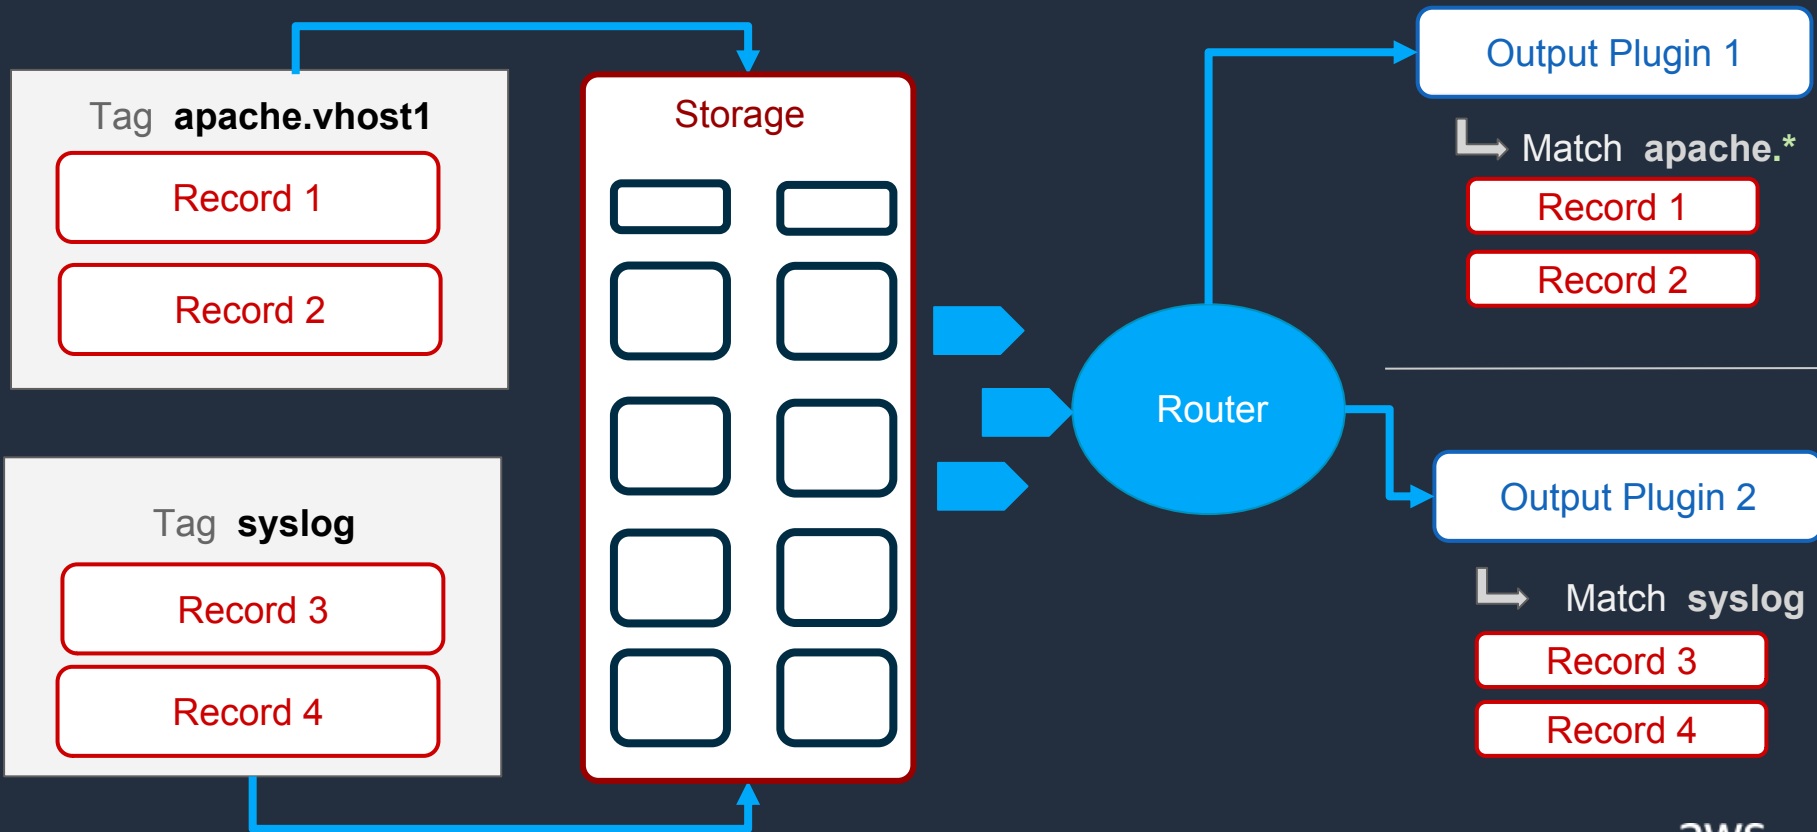 Tag apache.vhost1
Record 1
Record 2
Tag syslog
Record 3
Record 4
Storage
Router
Output Plugin 1
Match apache.*
Record 1
Record 2
Output Plugin 2
Match syslog
Record 3
Record 4
aws